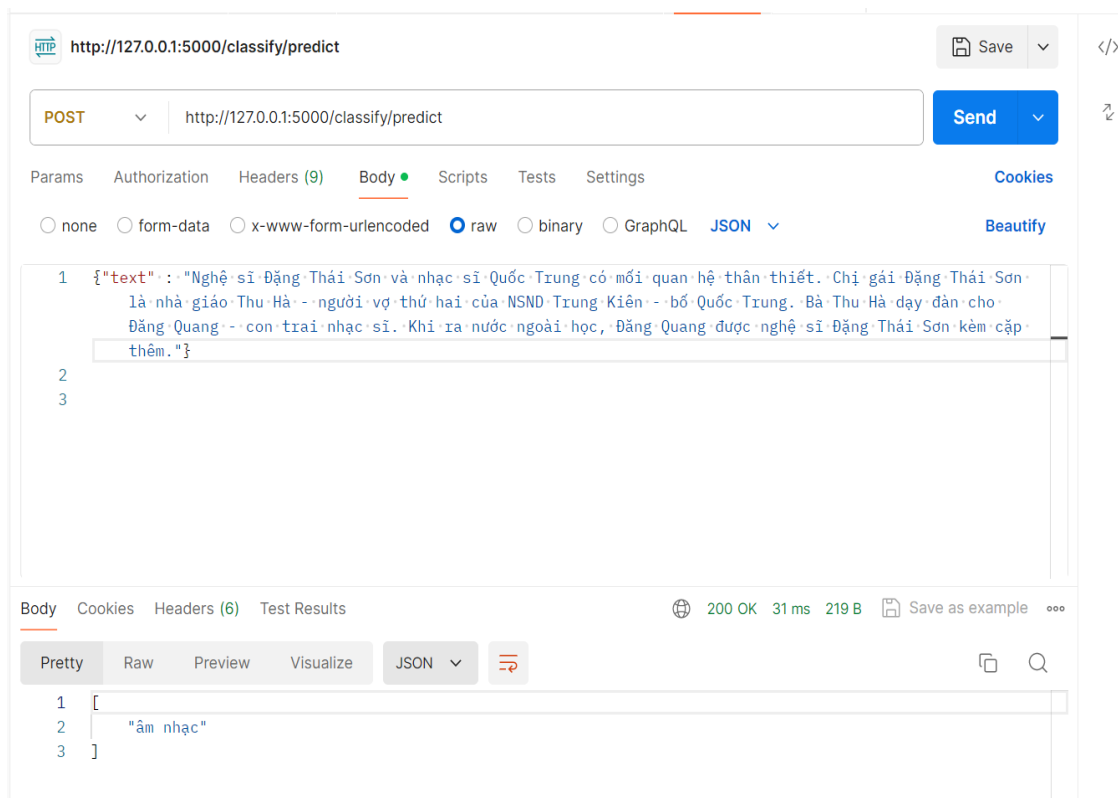 HTTP http://127.0.0.1:5000/classify/predict Save </>
POST http://127.0.0.1:5000/classify/predict Send
Params Authorization Headers (9) Body Scripts Tests Settings Cookies
none form-data x-www-form-urlencoded raw binary GraphQL JSON Beautify
1 {"text" : "Nghệ sĩ Đặng Thái Sơn và nhạc sĩ Quốc Trung có mối quan hệ thân thiết. Chị gái Đặng Thái Sơn
là nhà giáo Thu Hà - người vợ thứ hai của NSND Trung Kiên - bố Quốc Trung. Bà Thu Hà dạy đàn cho
Đăng Quang - con trai nhạc sĩ. Khi ra nước ngoài học, Đăng Quang được nghệ sĩ Đặng Thái Sơn kèm cặp
thêm."}
2
3
Body Cookies Headers (6) Test Results 200 OK 31 ms 219 B Save as example
Pretty Raw Preview Visualize JSON
1 [
2 "âm nhạc"
3 ]